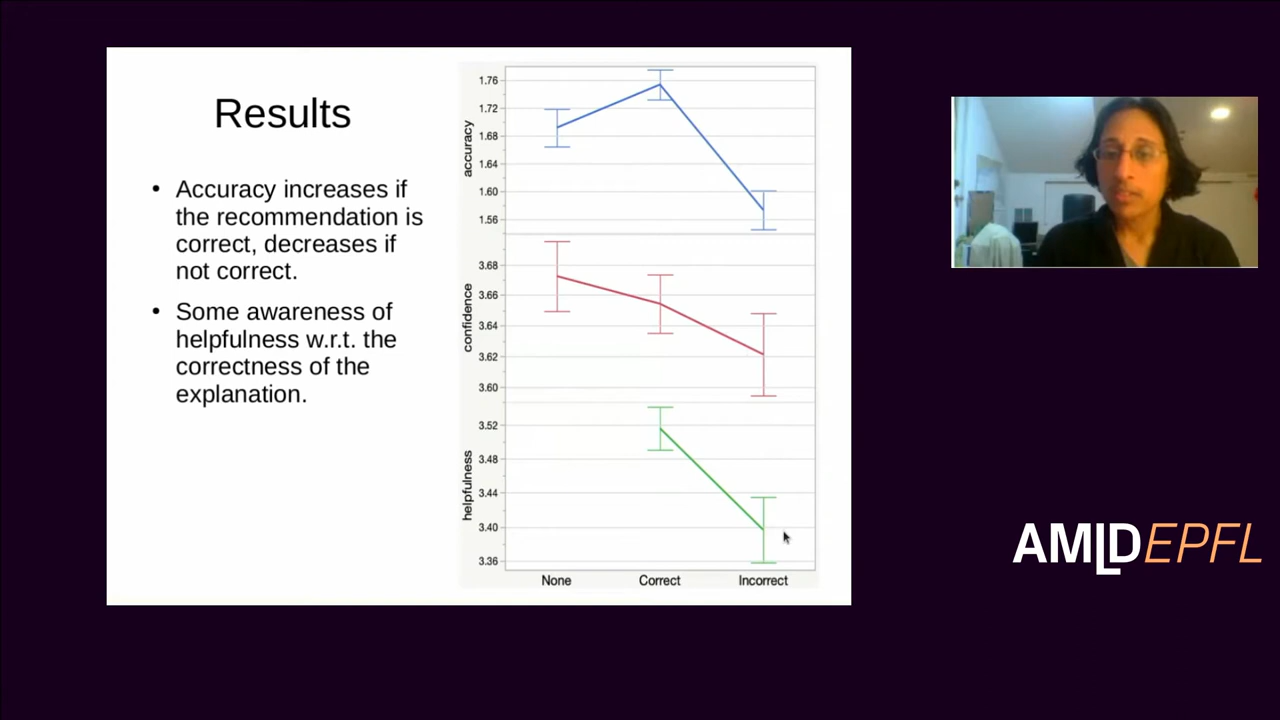 Results
• Accuracy increases if
the recommendation is
correct, decreases if
not correct.
• Some awareness of
helpfulness w.r.t. the
correctness of the
explanation.
accuracy
1.76
1.72
1.68
1.64
1.60
1.56
confidence
3.68
3.66
3.64
3.62
3.60
helpfulness
3.52
3.48
3.44
3.40
3.36
None Correct Incorrect
AMLDEPFL